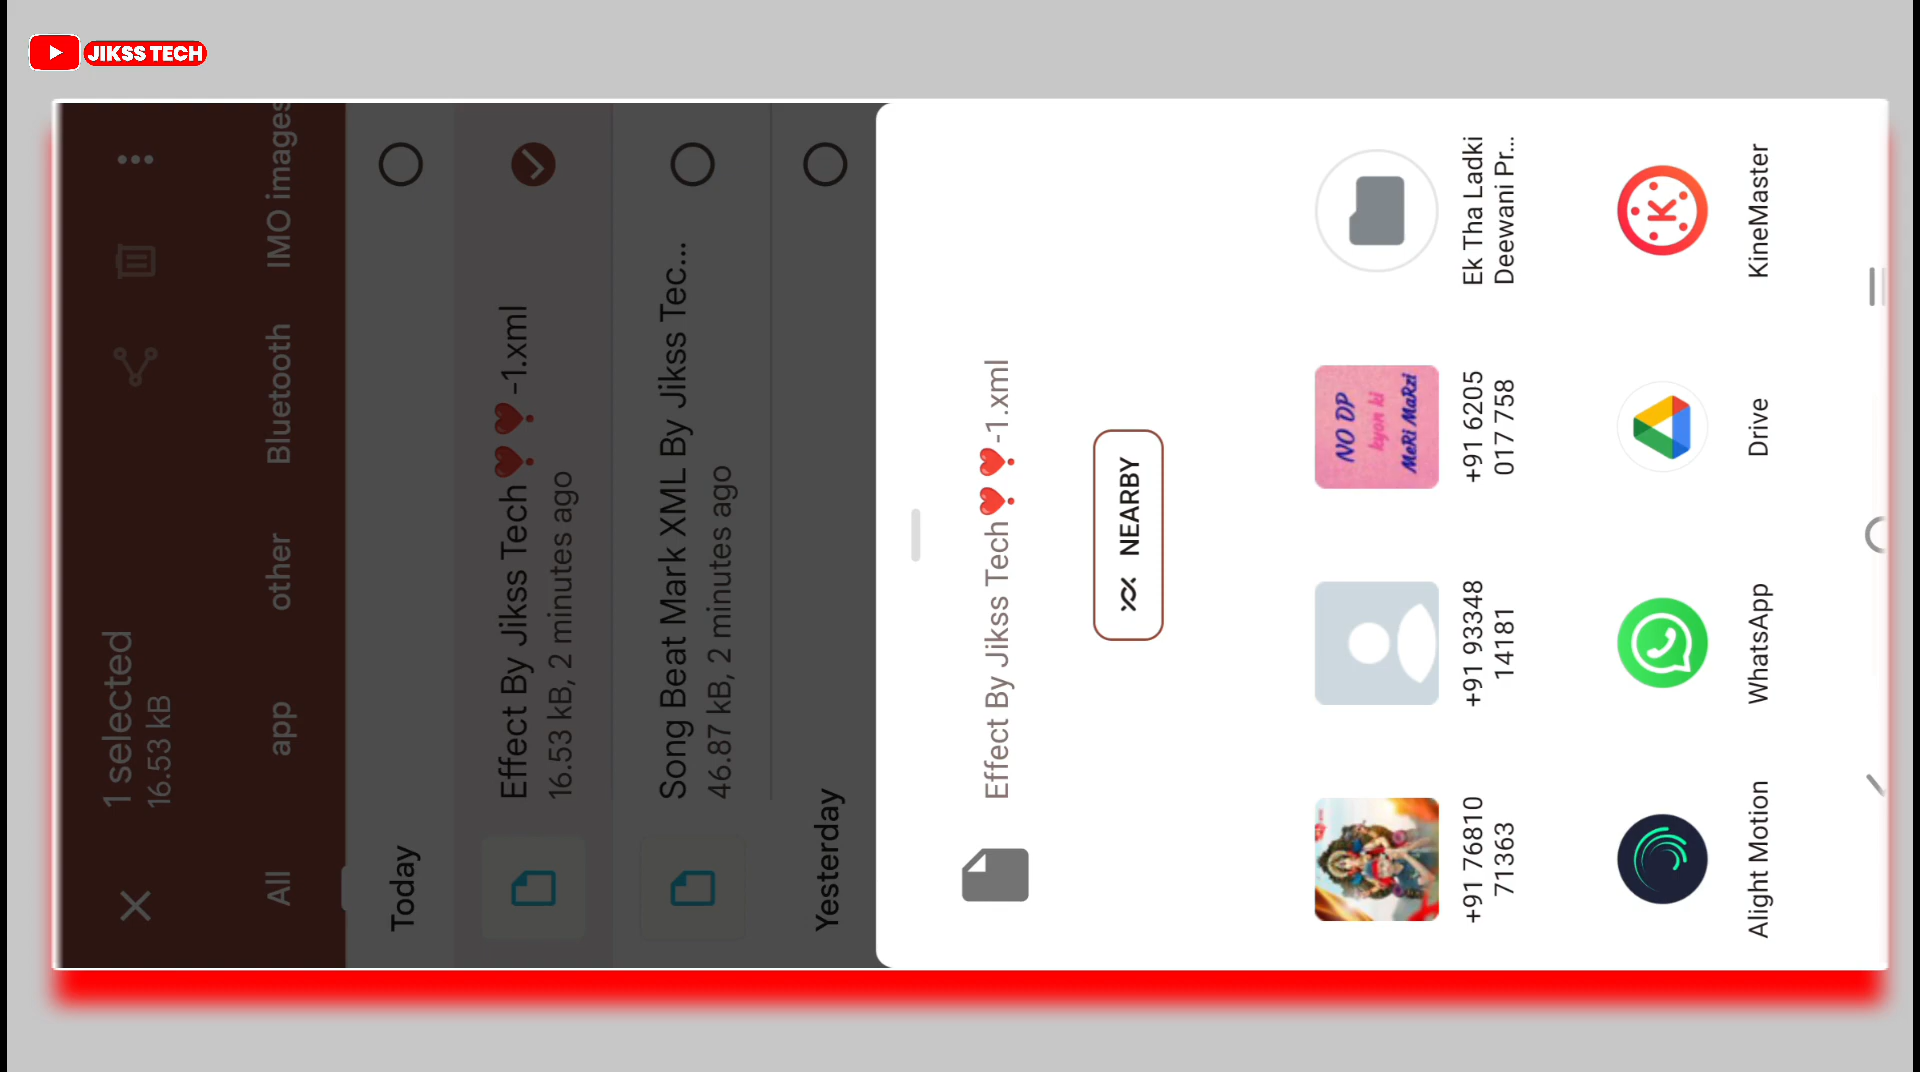 JIKSS TECH
1 selected
16.53 kB
All
app
other
Bluetooth
IMO images
Today
Effect By Jikss Tech❣️❣️-1.xml
16.53 kB, 2 minutes ago
Song Beat Mark XML By Jikss Tec...
46.87 kB, 2 minutes ago
Yesterday
Effect By Jikss Tech❣️❣️-1.xml
NEARBY
NO DP
kyon ki
MeRi MaRzi
+91 76810
71363
+91 93348
14181
+91 6205
017 758
Ek Tha Ladki
Deewani Pr...
Alight Motion
WhatsApp
Drive
KineMaster